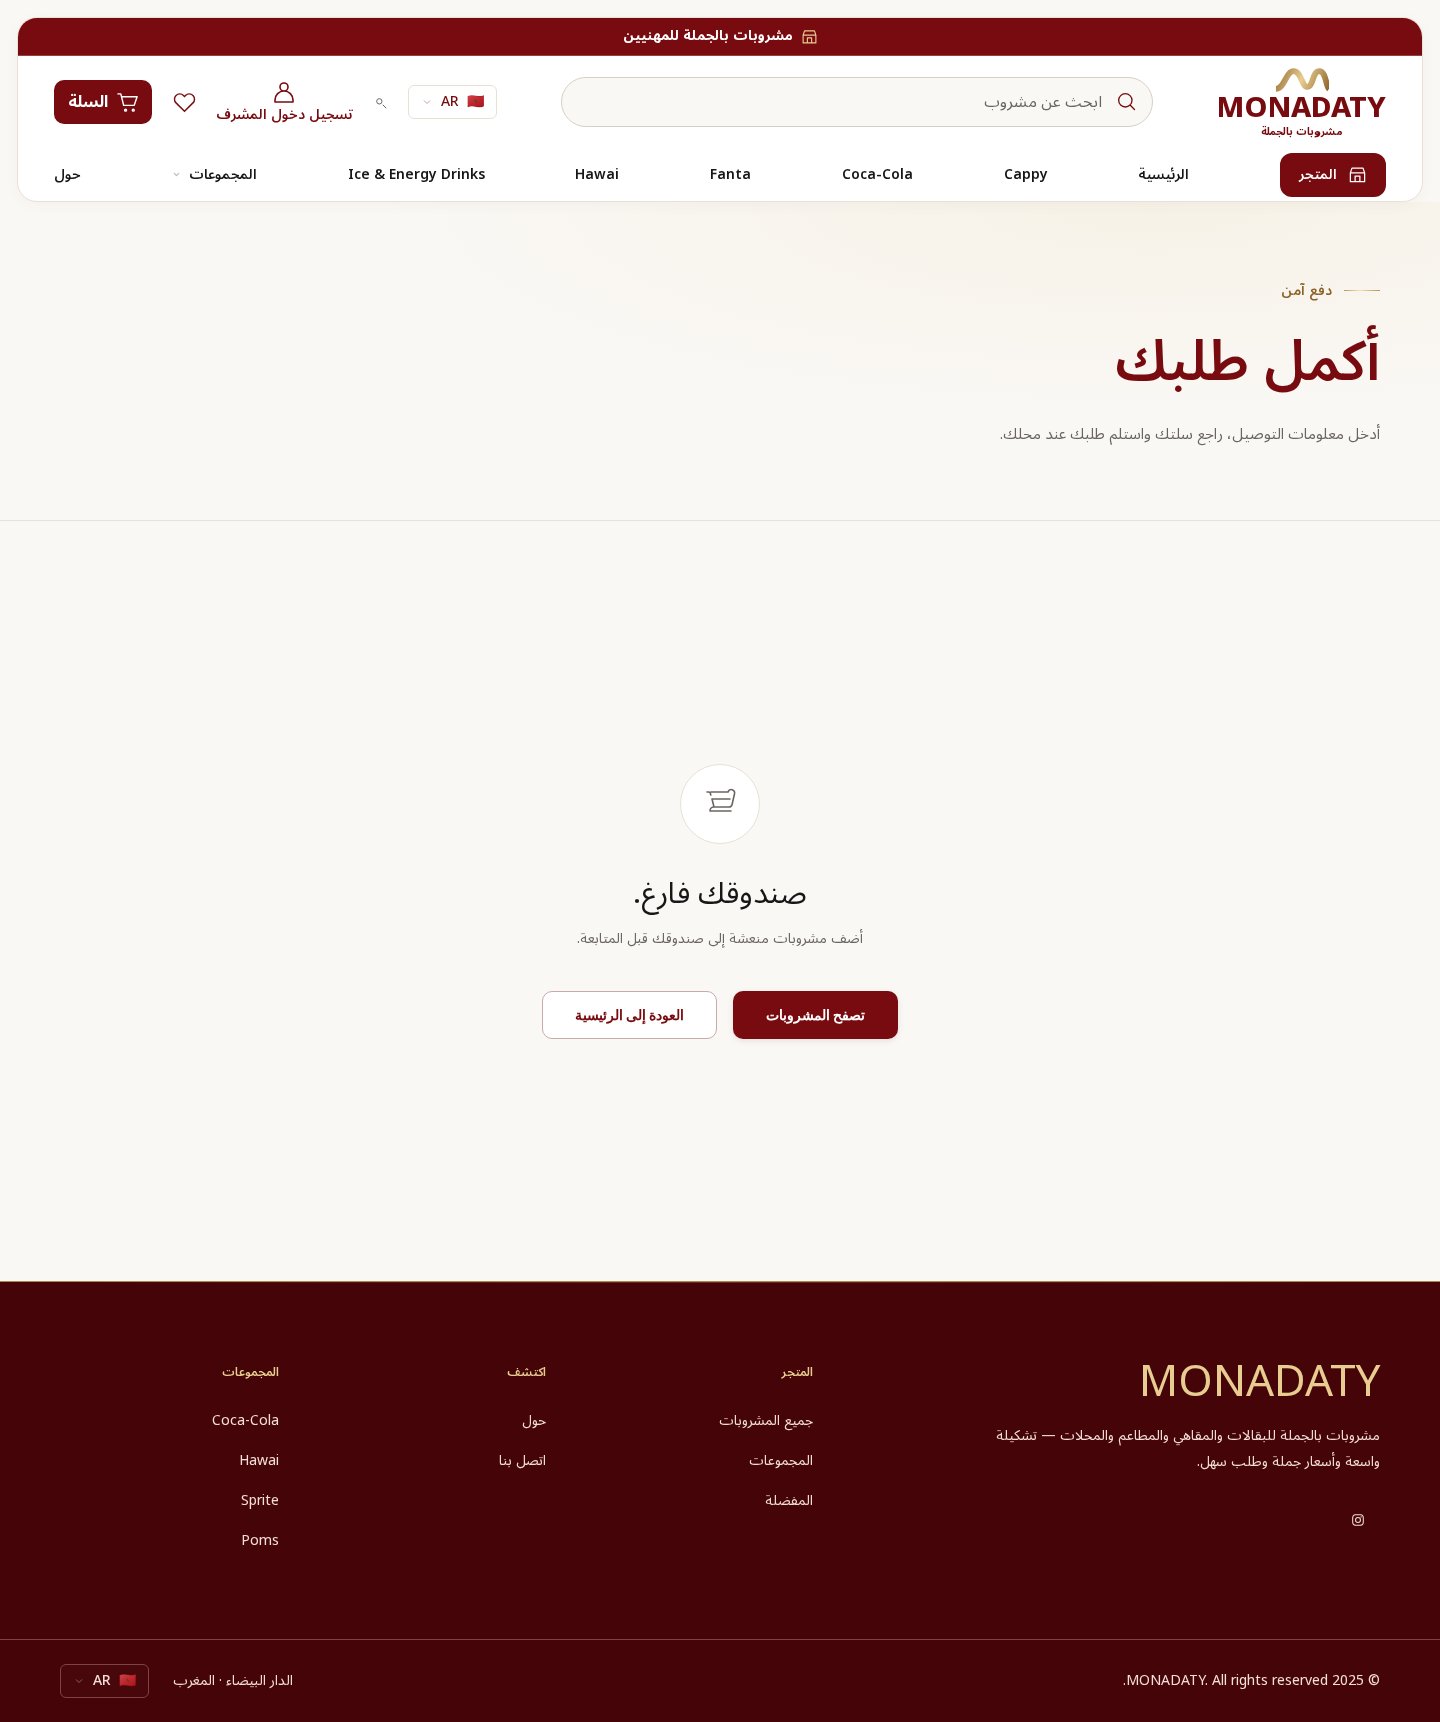 مشروبات بالجملة للمهنيين
MONADATY
مشروبات بالجملة
ابحث عن مشروب
AR
تسجيل دخول المشرف
السلة
المتجر
الرئيسية
Cappy
Coca-Cola
Fanta
Hawai
Ice & Energy Drinks
المجموعات
حول
دفع آمن
أكمل طلبك
أدخل معلومات التوصيل، راجع سلتك واستلم طلبك عند محلك.
صندوقك فارغ.
أضف مشروبات منعشة إلى صندوقك قبل المتابعة.
تصفح المشروبات
العودة إلى الرئيسية
MONADATY
مشروبات بالجملة للبقالات والمقاهي والمطاعم والمحلات — تشكيلة
واسعة وأسعار جملة وطلب سهل.
المتجر
جميع المشروبات
المجموعات
المفضلة
اكتشف
حول
اتصل بنا
المجموعات
Coca-Cola
Hawai
Sprite
Poms
© 2025 MONADATY. All rights reserved.
الدار البيضاء · المغرب
AR